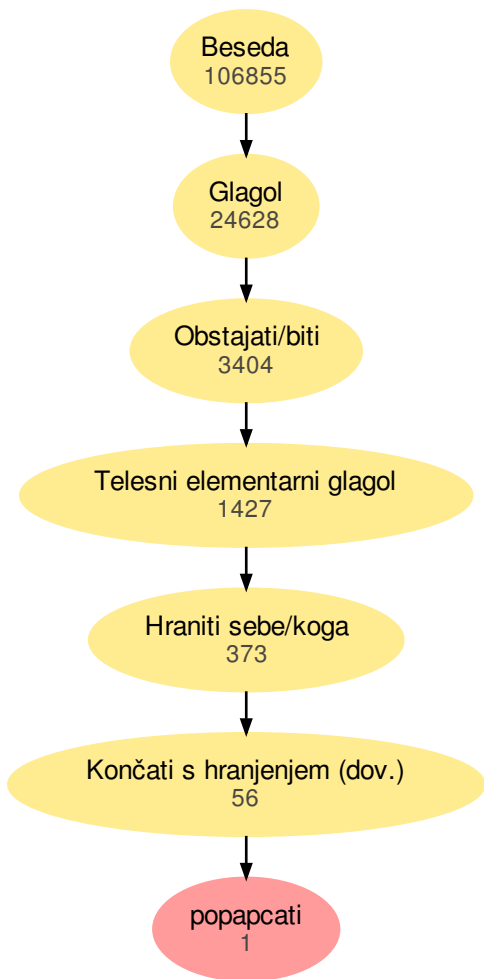 Beseda
106855
Glagol
24628
Obstajati/biti
3404
Telesni elementarni glagol
1427
Hraniti sebe/koga
373
Končati s hranjenjem (dov.)
56
popapcati
1